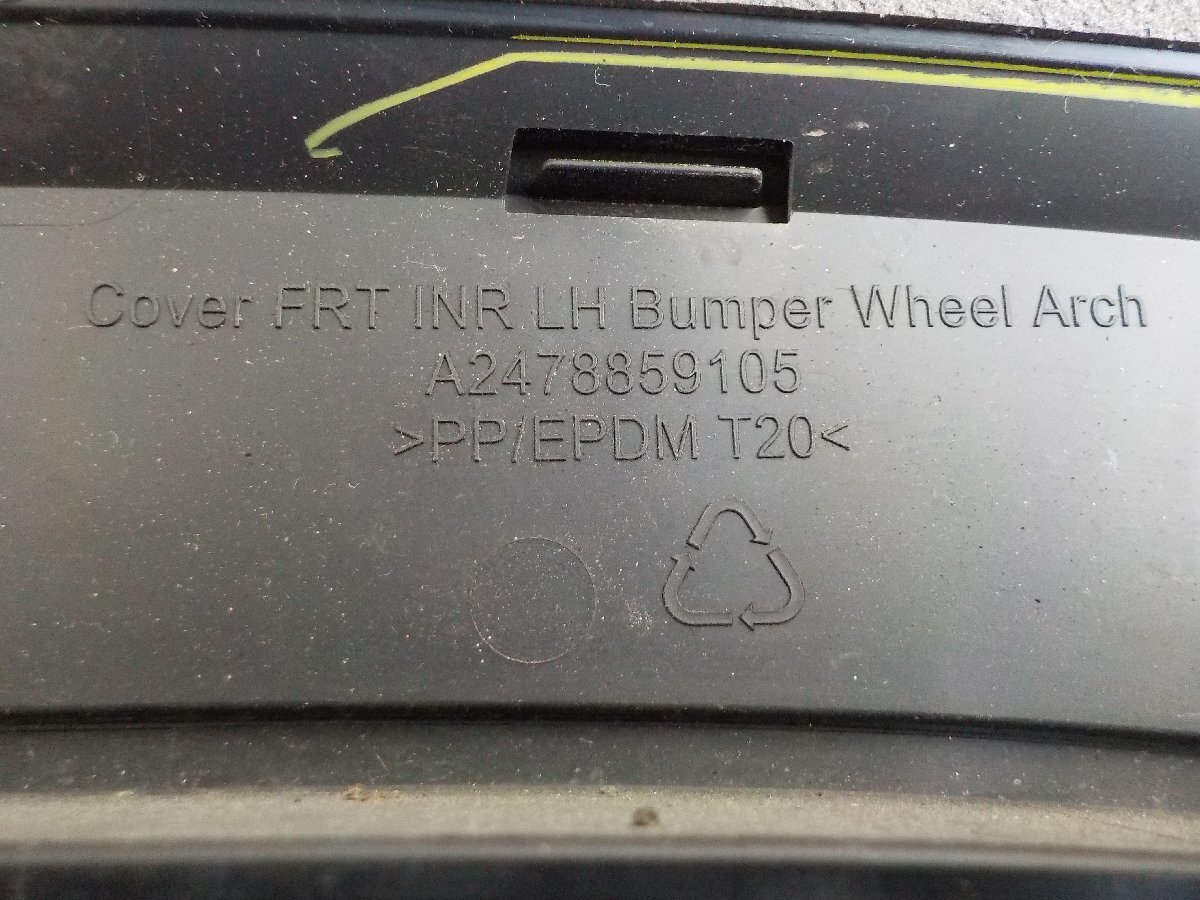 Cover FRT INR LH Bumper Wheel Arch
A2478859105
>PP/EPDM T20<